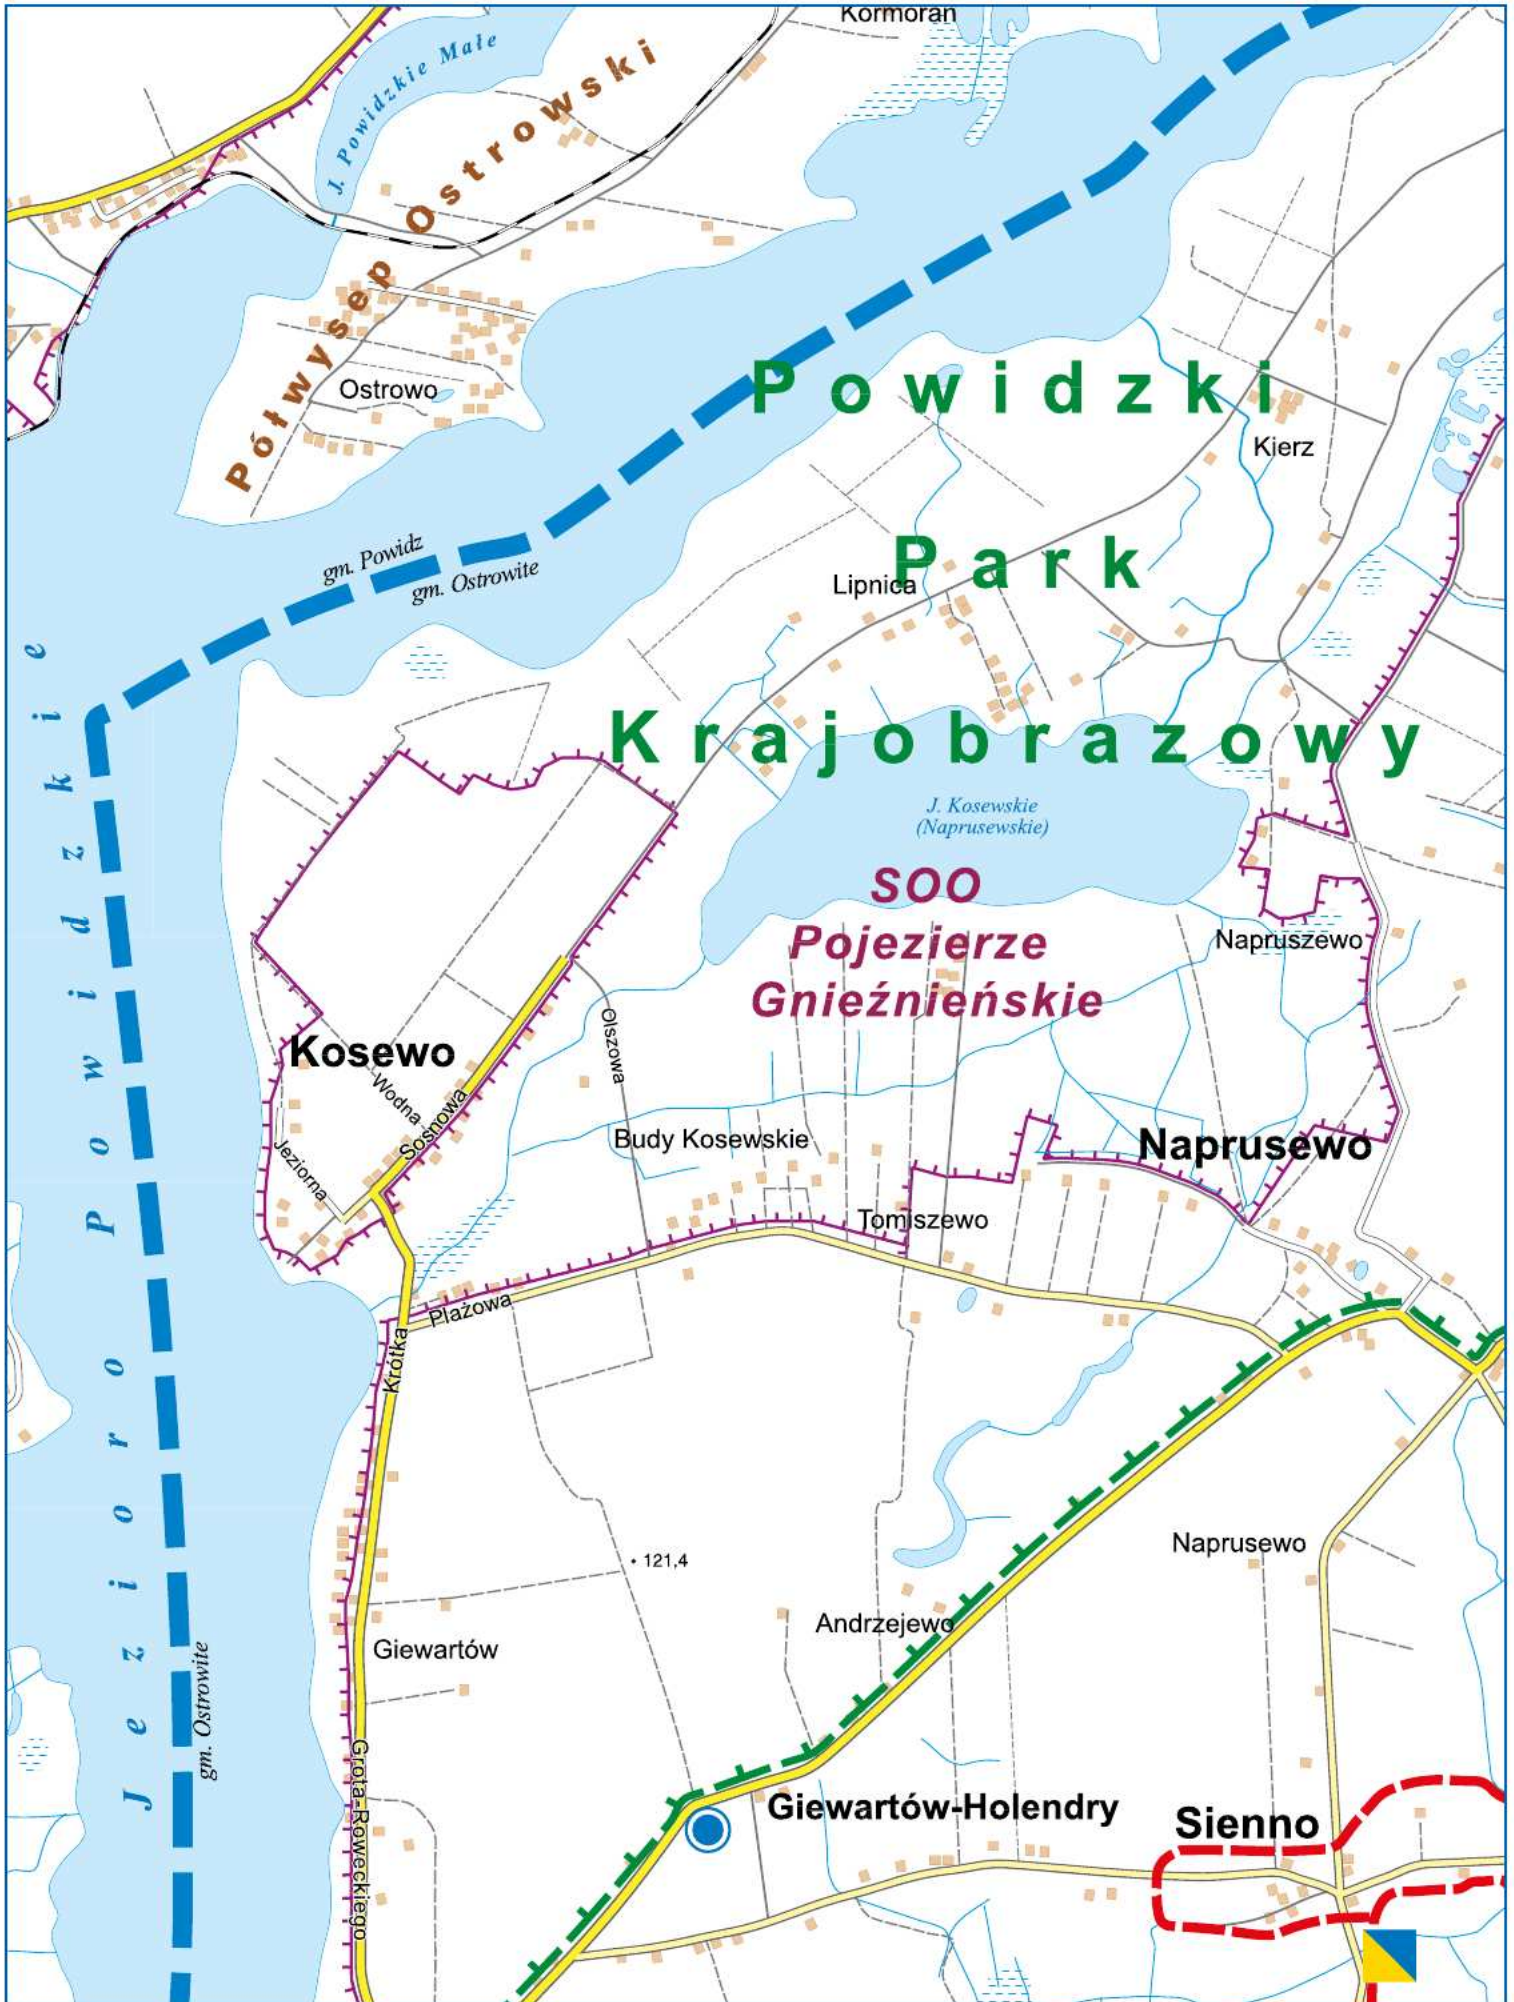 Kormoran
J. Powidzkie Małe
Półwysep Ostrowski
Ostrowo
Powidzki
Kierz
gm. Powidz
gm. Ostrowite
Park
Lipnica
Krajobrazowy
J. Kosewskie
(Naprusewskie)
SOO
Pojezierze
Gnieźnieńskie
Napruszewo
Kosewo
Olszowa
Wodna
Sosnowa
Jeziorna
Budy Kosewskie
Naprusewo
Tomiszewo
Plażowa
Krótka
Jezioro Powidzkie
Naprusewo
121,4
Andrzejewo
Giewartów
gm. Ostrowite
Grota-Roweckiego
Giewartów-Holendry
Sienno